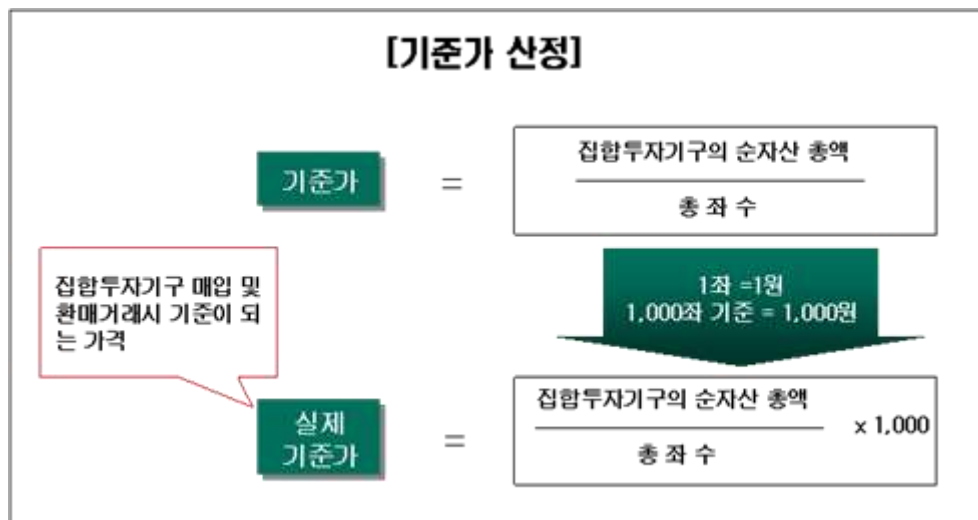 [기준가 산정]
기준가
=
집합투자기구의 순자산 총액
총 좌 수
집합투자기구 매입 및
환매거래시 기준이 되
는 가격
1좌 =1원
1,000좌 기준 = 1,000원
실제
기준가
=
집합투자기구의 순자산 총액
총 좌 수
x 1,000